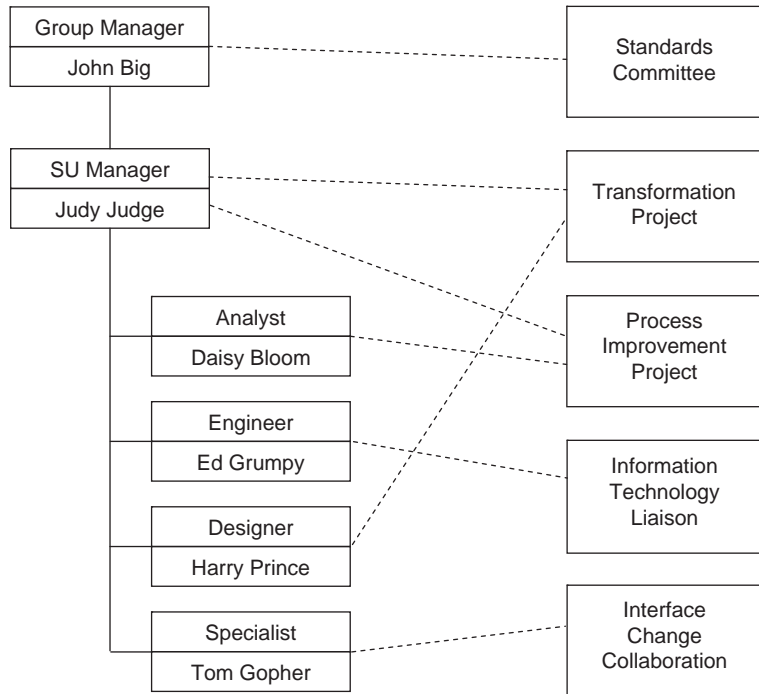 Group Manager
John Big
Standards
Committee
SU Manager
Judy Judge
Transformation
Project
Analyst
Daisy Bloom
Process
Improvement
Project
Engineer
Ed Grumpy
Information
Technology
Liaison
Designer
Harry Prince
Specialist
Tom Gopher
Interface
Change
Collaboration